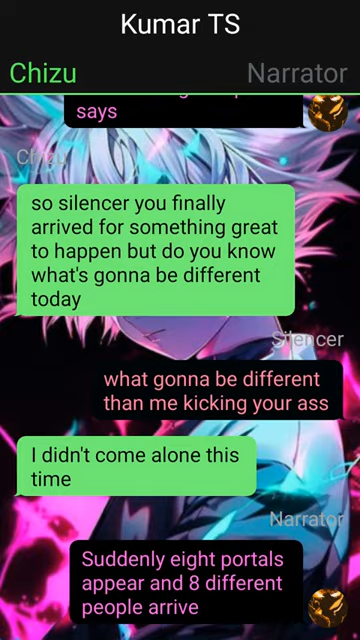 Kumar TS
Chizu
Narrator
says
Chizu
so silencer you finally
arrived for something great
to happen but do you know
what's gonna be different
today
Silencer
what gonna be different
than me kicking your ass
I didn't come alone this
time
Narrator
Suddenly eight portals
appear and 8 different
people arrive